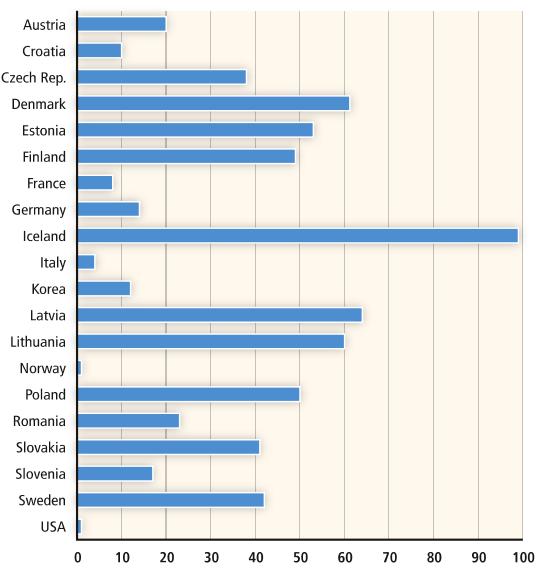 Austria
Croatia
Czech Rep.
Denmark
Estonia
Finland
France
Germany
Iceland
Italy
Korea
Latvia
Lithuania
Norway
Poland
Romania
Slovakia
Slovenia
Sweden
USA
0 10 20 30 40 50 60 70 80 90 100